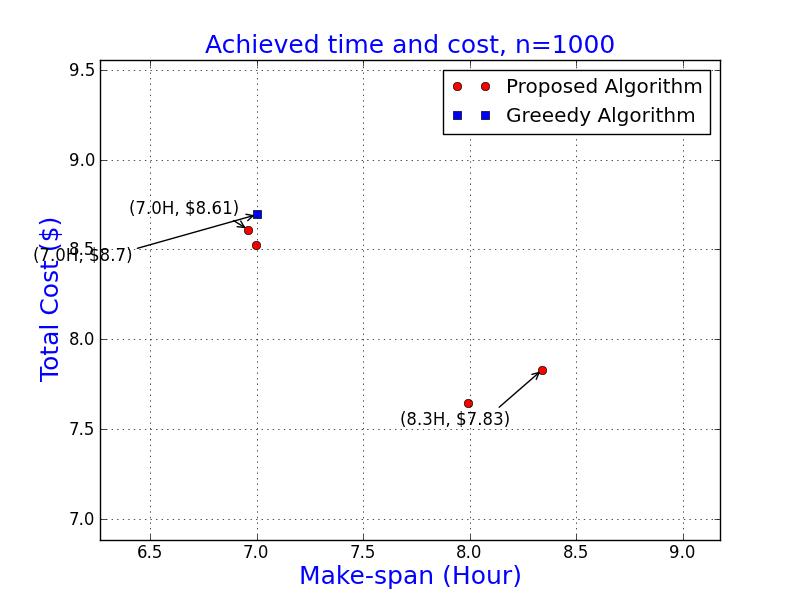 Achieved time and cost, n=1000
9.5
Proposed Algorithm
Greeedy Algorithm
9.0
(7.0H, $8.61)
8.5
(7.0H, $8.7)
Total Cost ($)
8.0
(8.3H, $7.83)
7.5
7.0
6.5 7.0 7.5 8.0 8.5 9.0
Make-span (Hour)